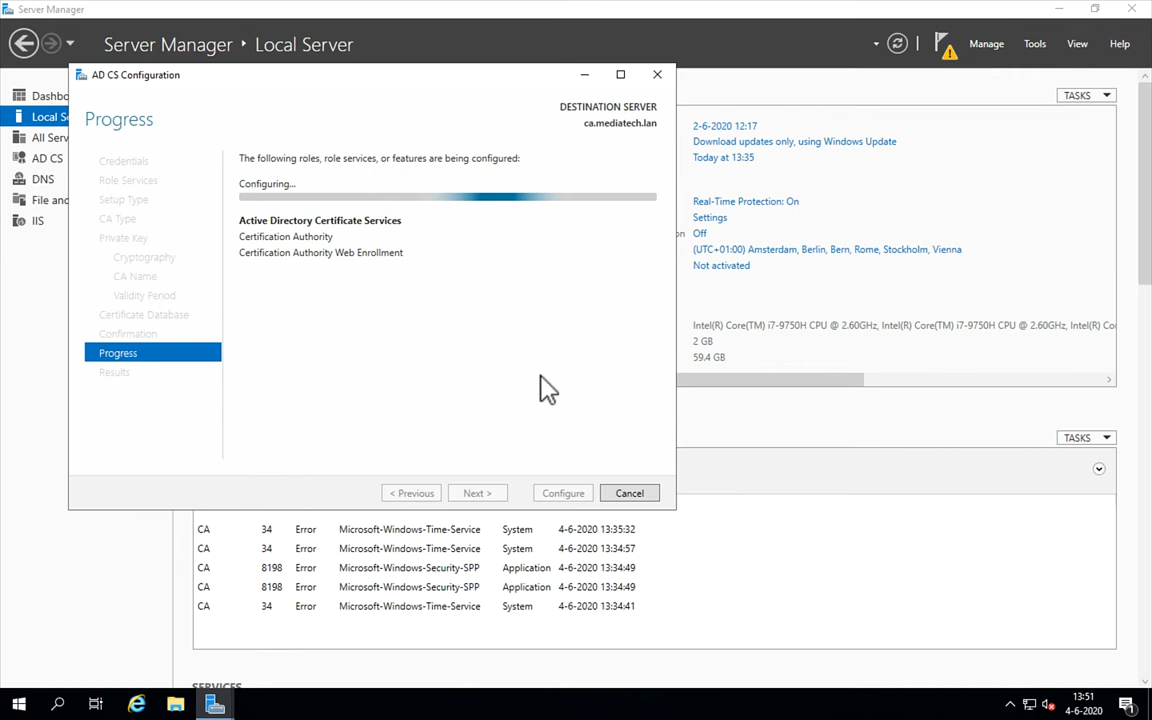 Server Manager
Server Manager • Local Server
Manage Tools View Help
AD CS Configuration
Progress
DESTINATION SERVER
ca.mediatech.lan
Credentials
Role Services
Setup Type
CA Type
Private Key
Cryptography
CA Name
Validity Period
Certificate Database
Confirmation
Progress
Results
The following roles, role services, or features are being configured:
Configuring...
Active Directory Certificate Services
Certification Authority
Certification Authority Web Enrollment
< Previous Next > Configure Cancel
Dashbo
Local Se
All Serv
AD CS
DNS
File and
IIS
TASKS
2-6-2020 12:17
Download updates only, using Windows Update
Today at 13:35
Real-Time Protection: On
Settings
on Off
(UTC+01:00) Amsterdam, Berlin, Bern, Rome, Stockholm, Vienna
Not activated
Intel(R) Core(TM) i7-9750H CPU @ 2.60GHz, Intel(R) Core(TM) i7-9750H CPU @ 2.60GHz, Intel(R) Core(TM) i7-9750H CPU @ 2.60GHz, Intel(R) Co
2 GB
59.4 GB
TASKS
CA 34 Error Microsoft-Windows-Time-Service System 4-6-2020 13:35:32
CA 34 Error Microsoft-Windows-Time-Service System 4-6-2020 13:34:57
CA 8198 Error Microsoft-Windows-Security-SPP Application 4-6-2020 13:34:49
CA 8198 Error Microsoft-Windows-Security-SPP Application 4-6-2020 13:34:49
CA 34 Error Microsoft-Windows-Time-Service System 4-6-2020 13:34:41
SERVICES
13:51
4-6-2020
1